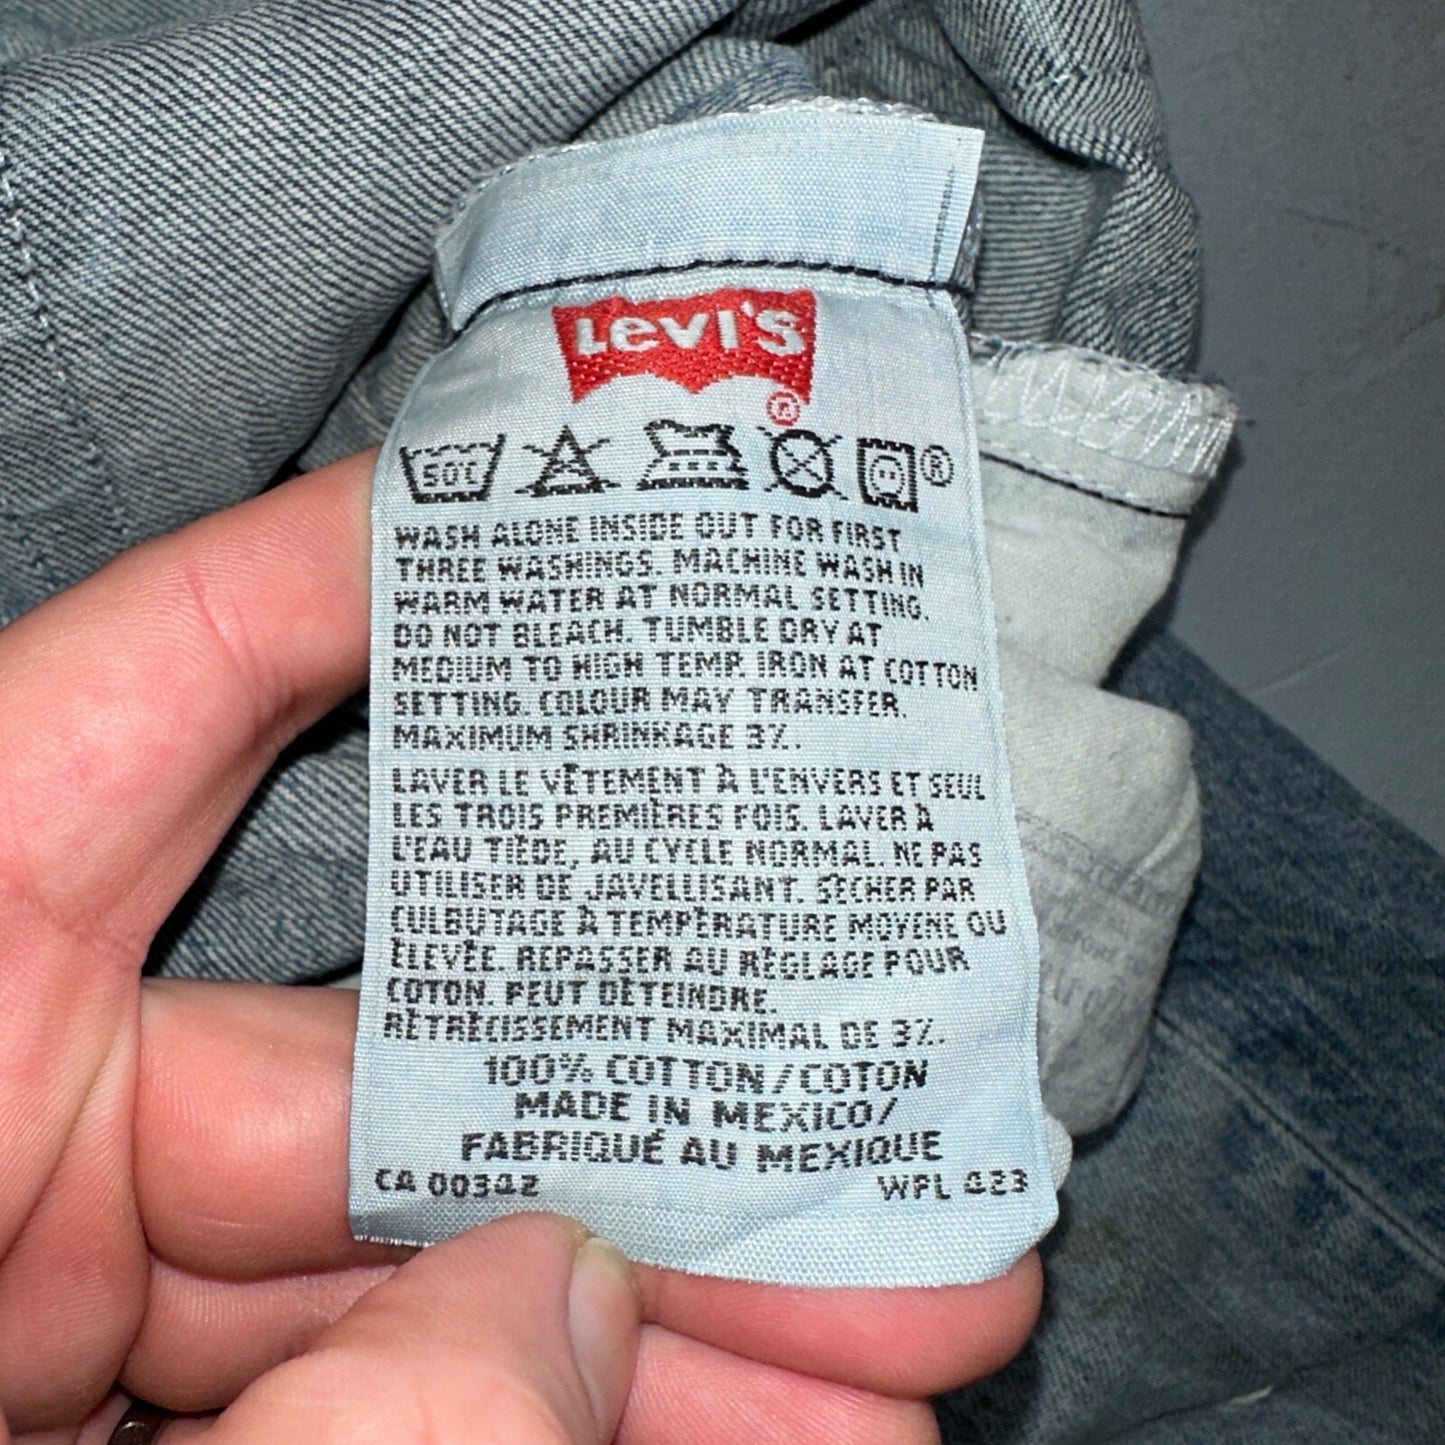 Levi's
®
50C ®
WASH ALONE INSIDE OUT FOR FIRST
THREE WASHINGS. MACHINE WASH IN
WARM WATER AT NORMAL SETTING.
DO NOT BLEACH. TUMBLE DRY AT
MEDIUM TO HIGH TEMP. IRON AT COTTON
SETTING. COLOUR MAY TRANSFER.
MAXIMUM SHRINKAGE 3%.
LAVER LE VÊTEMENT À L'ENVERS ET SEUL
LES TROIS PREMIÈRES FOIS. LAVER À
L'EAU TIÈDE, AU CYCLE NORMAL. NE PAS
UTILISER DE JAVELLISANT. SÉCHER PAR
CULBUTAGE À TEMPÉRATURE MOYENE OU
ÉLEVÉE. REPASSER AU RÉGLAGE POUR
COTON. PEUT DÉTEINDRE.
RÉTRÉCISSEMENT MAXIMAL DE 3%.
100% COTTON/COTON
MADE IN MEXICO/
FABRIQUÉ AU MEXIQUE
CA 00342 WPL 423